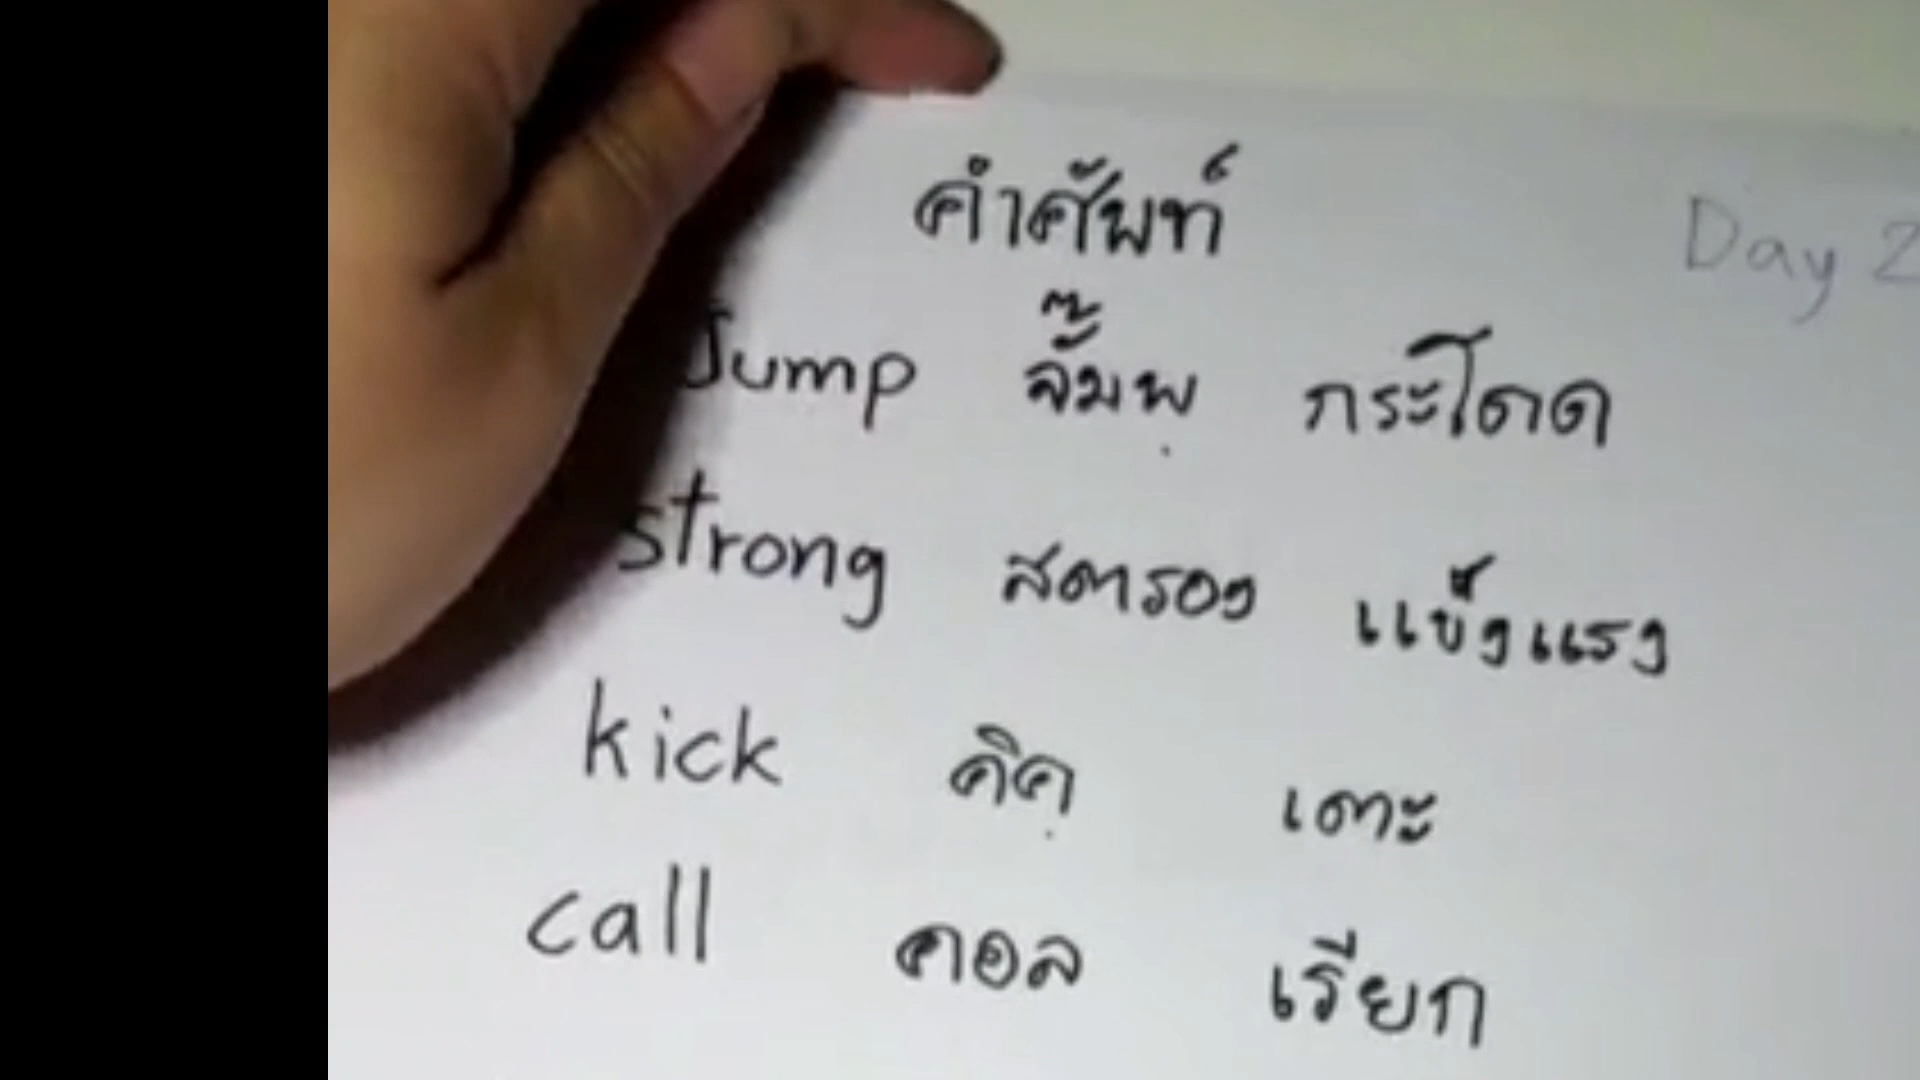 คำศัพท์
Day 2
Jump จั๊มพฺ กระโดด
strong สตรอง แข็งแรง
kick คิคฺ เตะ
call คอล เรียก